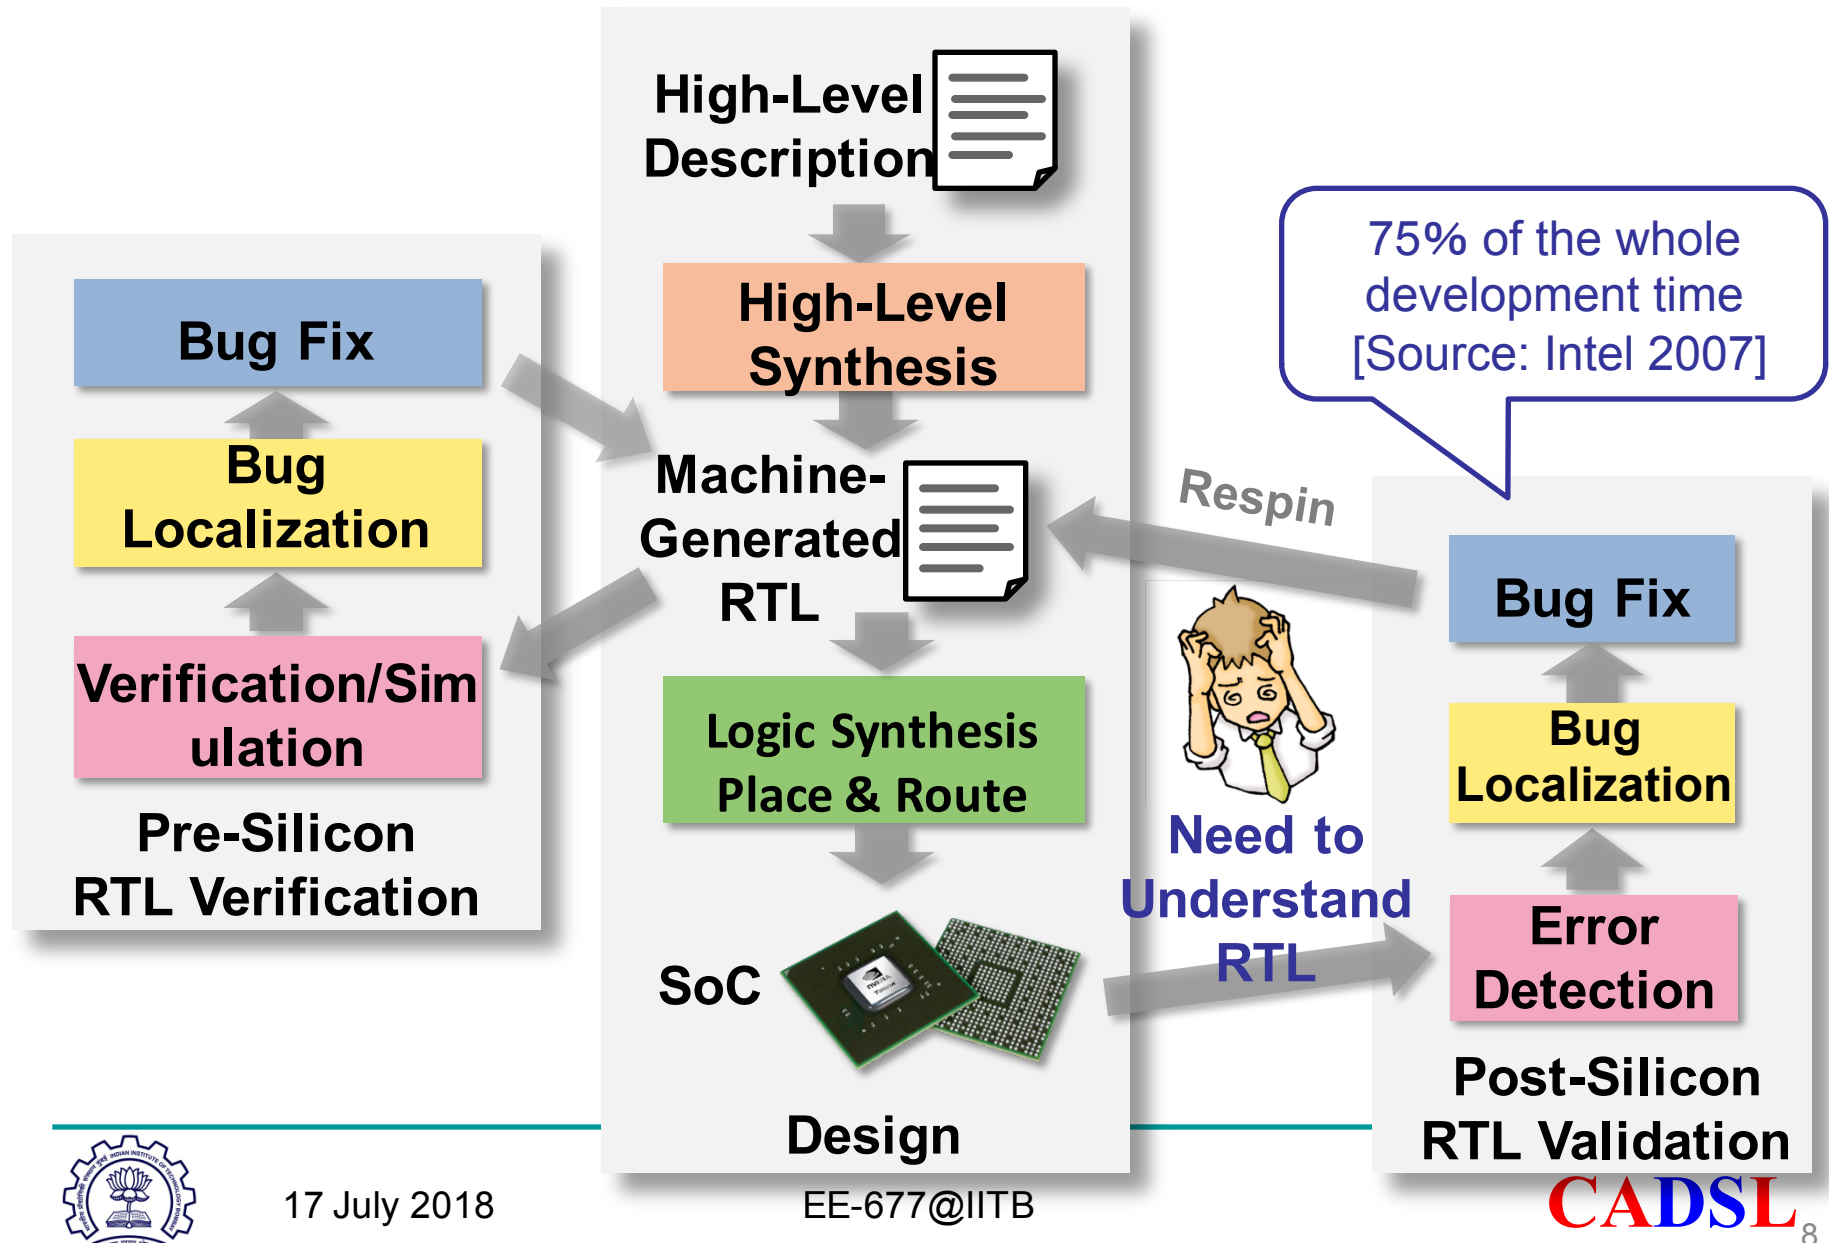 High-Level
Description
High-Level
Synthesis
Machine-
Generated
RTL
Logic Synthesis
Place & Route
SoC
Design
Bug Fix
Bug
Localization
Verification/Sim
ulation
Pre-Silicon
RTL Verification
75% of the whole
development time
[Source: Intel 2007]
Respin
Need to
Understand
RTL
Bug Fix
Bug
Localization
Error
Detection
Post-Silicon
RTL Validation
17 July 2018
EE-677@IITB
CADSL
8